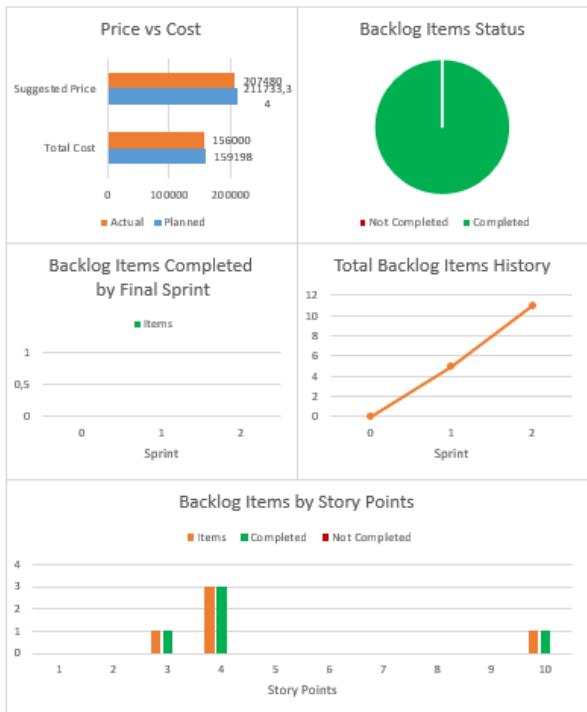 Price vs Cost
Suggested Price
207480
211733,3
4
Total Cost
156000
159198
0 100000 200000
Actual Planned
Backlog Items Status
Not Completed Completed
Backlog Items Completed
by Final Sprint
Items
1
0,5
0
0 1 2
Sprint
Total Backlog Items History
12
10
8
6
4
2
0
0 1 2
Sprint
Backlog Items by Story Points
Items Completed Not Completed
4
3
2
1
0
1 2 3 4 5 6 7 8 9 10
Story Points